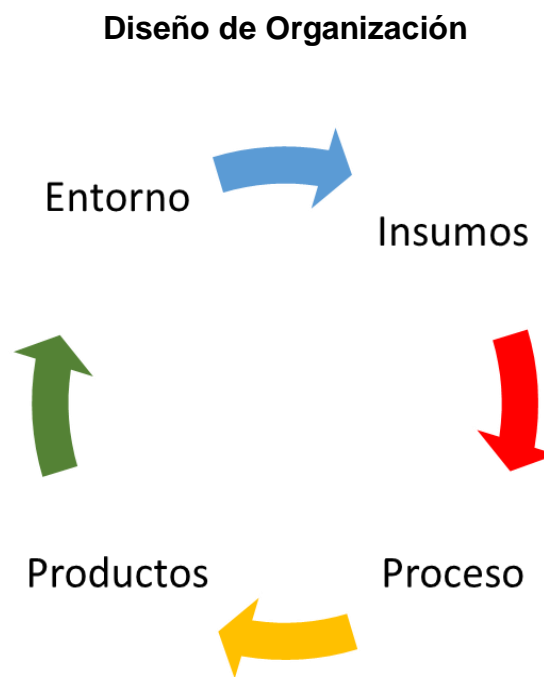 Diseño de Organización
Entorno
Insumos
Productos
Proceso